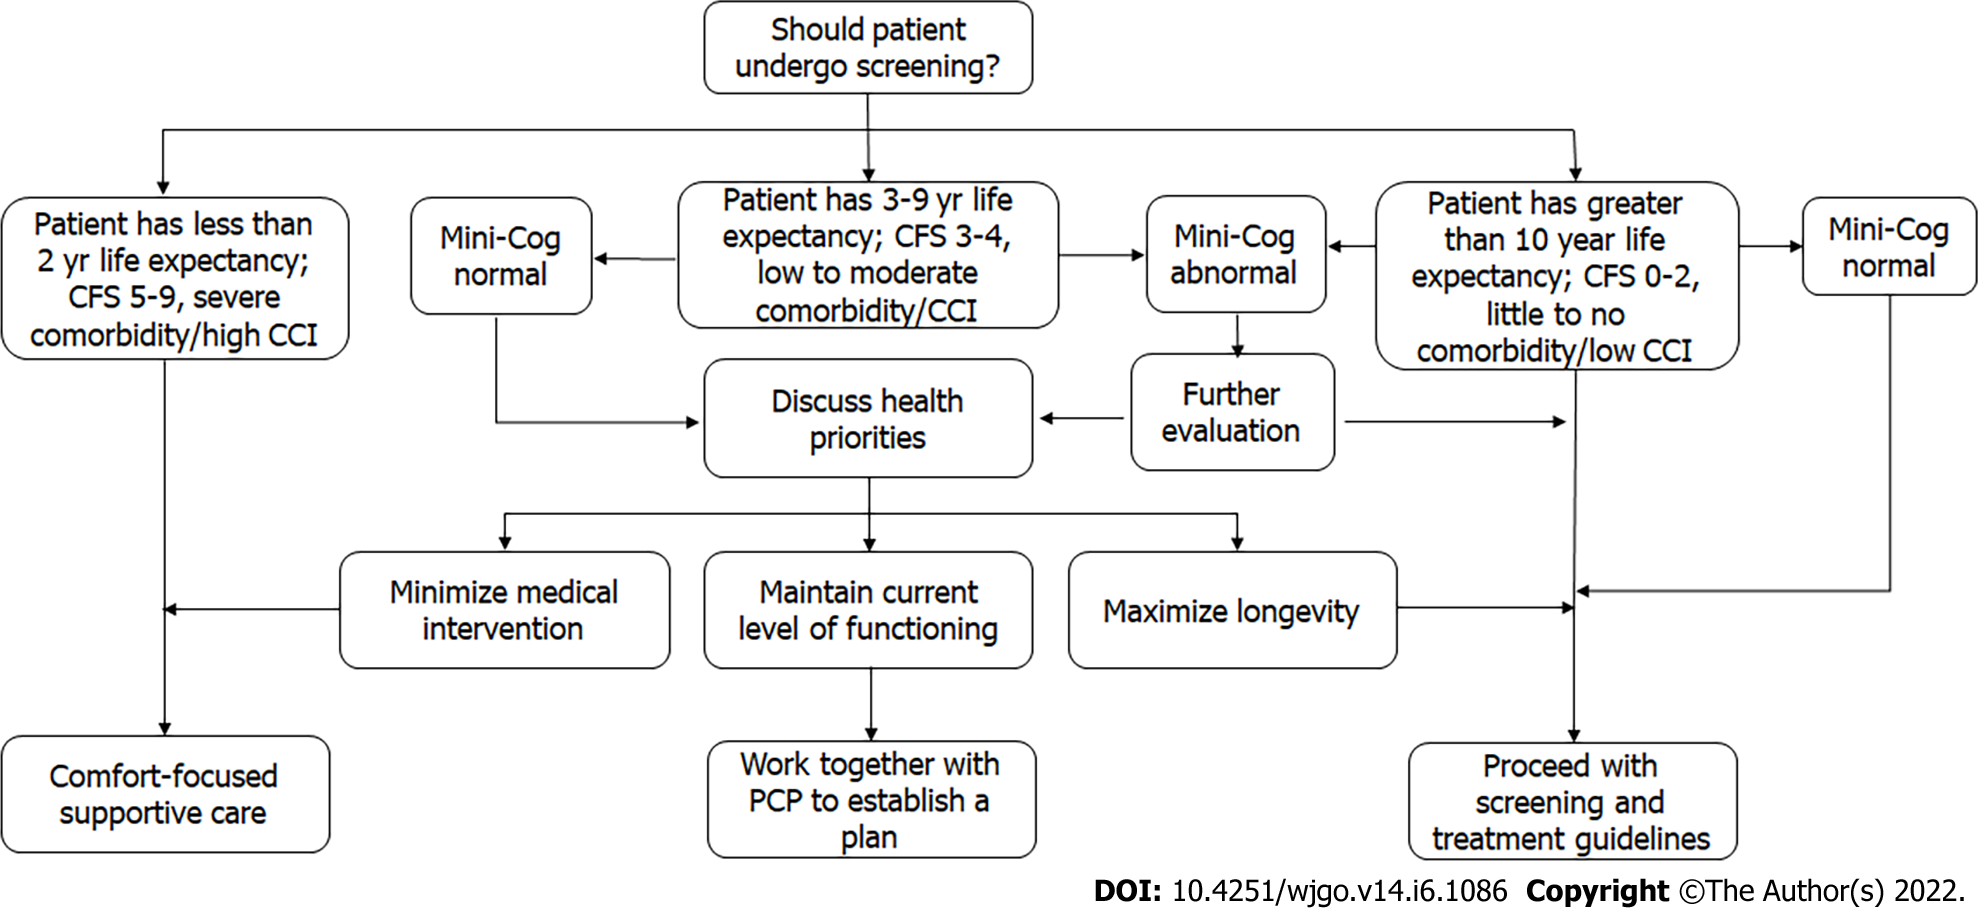 Should patient
undergo screening?
Patient has less than
2 yr life expectancy;
CFS 5-9, severe
comorbidity/high CCI
Mini-Cog
normal
Patient has 3-9 yr life
expectancy; CFS 3-4,
low to moderate
comorbidity/CCI
Mini-Cog
abnormal
Patient has greater
than 10 year life
expectancy; CFS 0-2,
little to no
comorbidity/low CCI
Mini-Cog
normal
Discuss health
priorities
Further
evaluation
Minimize medical
intervention
Maintain current
level of functioning
Maximize longevity
Comfort-focused
supportive care
Work together with
PCP to establish a
plan
Proceed with
screening and
treatment guidelines
DOI: 10.4251/wjgo.v14.i6.1086 Copyright ©The Author(s) 2022.